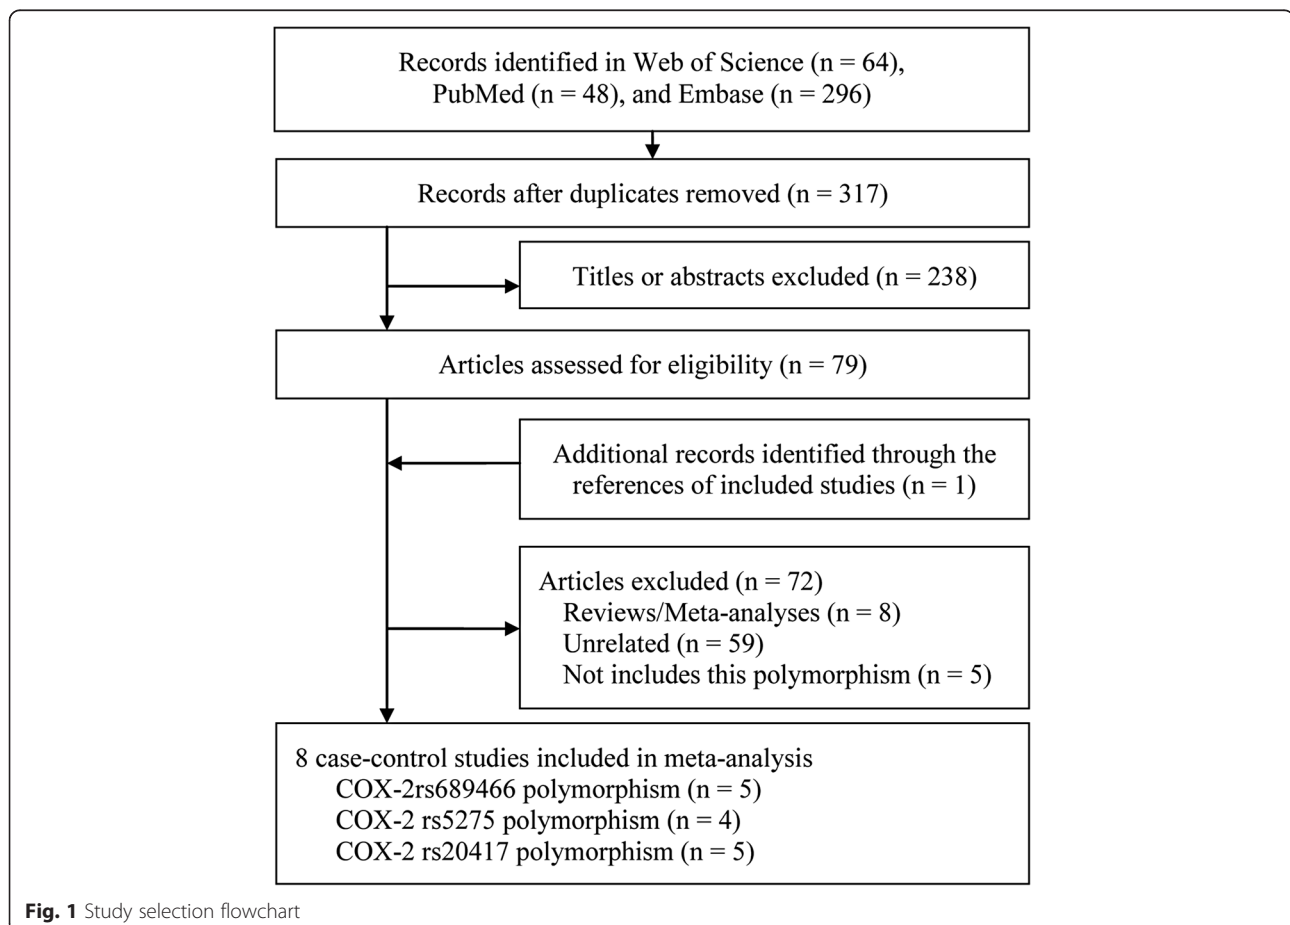 Records identified in Web of Science (n = 64),
PubMed (n = 48), and Embase (n = 296)
Records after duplicates removed (n = 317)
Titles or abstracts excluded (n = 238)
Articles assessed for eligibility (n = 79)
Additional records identified through the
references of included studies (n = 1)
Articles excluded (n = 72)
Reviews/Meta-analyses (n = 8)
Unrelated (n = 59)
Not includes this polymorphism (n = 5)
8 case-control studies included in meta-analysis
COX-2rs689466 polymorphism (n = 5)
COX-2 rs5275 polymorphism (n = 4)
COX-2 rs20417 polymorphism (n = 5)
Fig. 1 Study selection flowchart